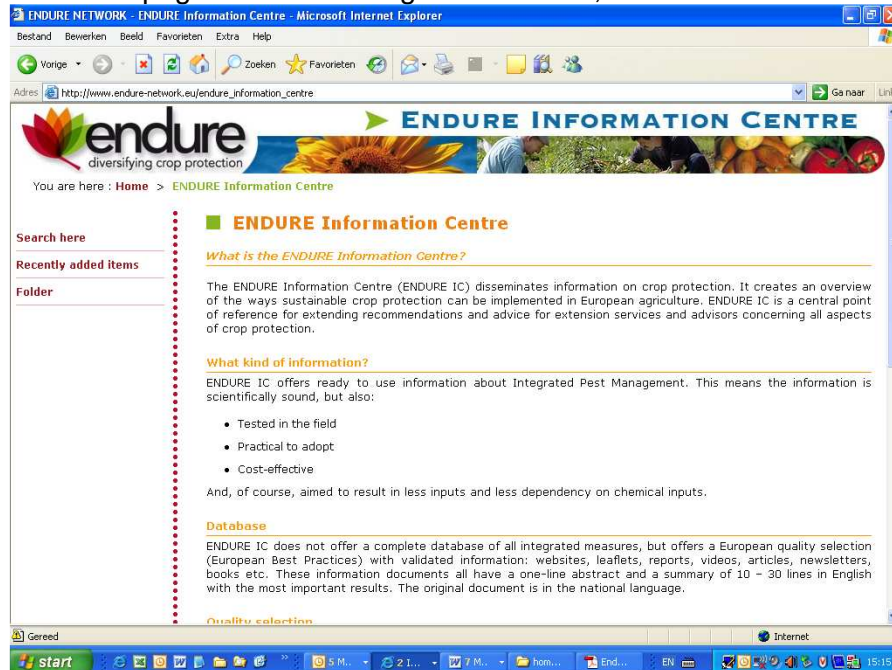 ENDURE NETWORK - ENDURE Information Centre - Microsoft Internet Explorer
Bestand Bewerken Beeld Favorieten Extra Help
Vorige Zoeken Favorieten
Adres http://www.endure-network.eu/endure_information_centre Ga naar
endure
diversifying crop protection
ENDURE INFORMATION CENTRE
You are here : Home > ENDURE Information Centre
Search here
Recently added items
Folder
ENDURE Information Centre
What is the ENDURE Information Centre?
The ENDURE Information Centre (ENDURE IC) disseminates information on crop protection. It creates an overview
of the ways sustainable crop protection can be implemented in European agriculture. ENDURE IC is a central point
of reference for extending recommendations and advice for extension services and advisors concerning all aspects
of crop protection.
What kind of information?
ENDURE IC offers ready to use information about Integrated Pest Management. This means the information is
scientifically sound, but also:
• Tested in the field
• Practical to adopt
• Cost-effective
And, of course, aimed to result in less inputs and less dependency on chemical inputs.
Database
ENDURE IC does not offer a complete database of all integrated measures, but offers a European quality selection
(European Best Practices) with validated information: websites, leaflets, reports, videos, articles, newsletters,
books etc. These information documents all have a one-line abstract and a summary of 10 – 30 lines in English
with the most important results. The original document is in the national language.
Quality selection
Gereed Internet
start 5 M.. 2 I... 7 M.. hom... End... EN 15:15